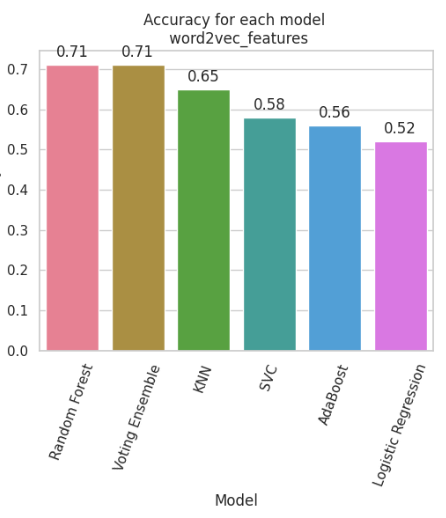 Accuracy for each model
word2vec_features
0.71 0.71 0.65 0.58 0.56 0.52
0.7
0.6
0.5
0.4
0.3
0.2
0.1
0.0
Random Forest
Voting Ensemble
KNN
SVC
AdaBoost
Logistic Regression
Model